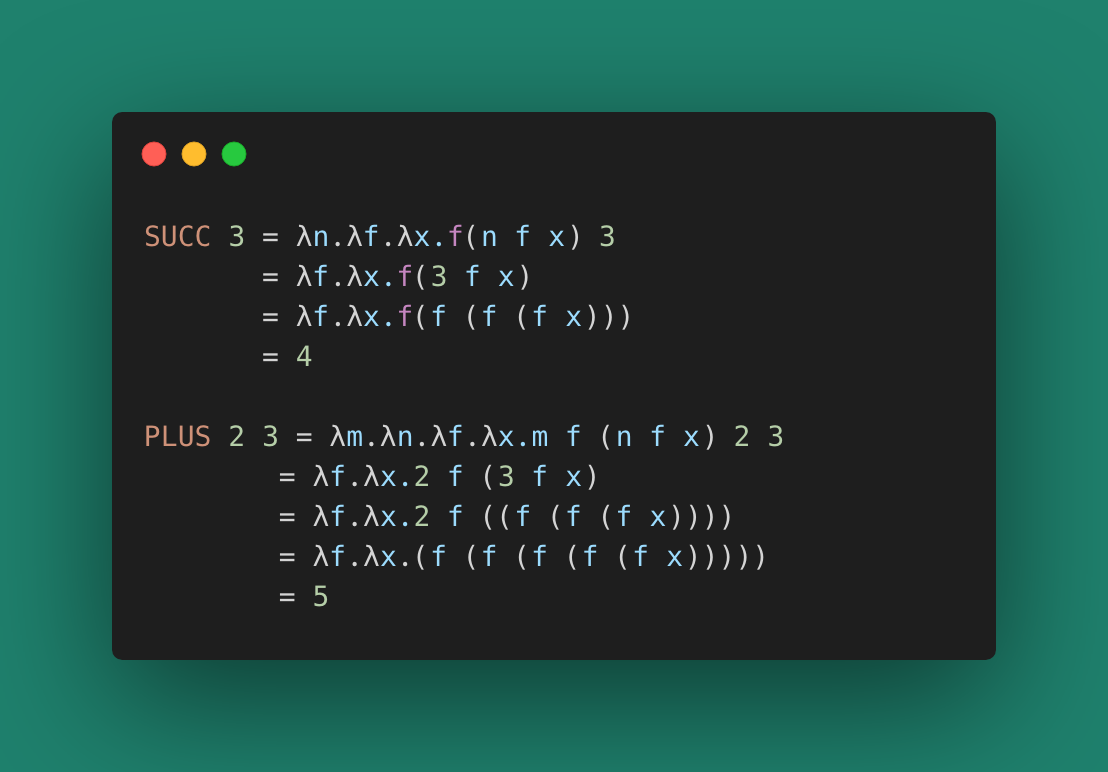 SUCC 3 = λn.λf.λx.f(n f x) 3
       = λf.λx.f(3 f x)
       = λf.λx.f(f (f (f x)))
       = 4
PLUS 2 3 = λm.λn.λf.λx.m f (n f x) 2 3
        = λf.λx.2 f (3 f x)
        = λf.λx.2 f ((f (f (f x))))
        = λf.λx.(f (f (f (f (f x)))))
        = 5